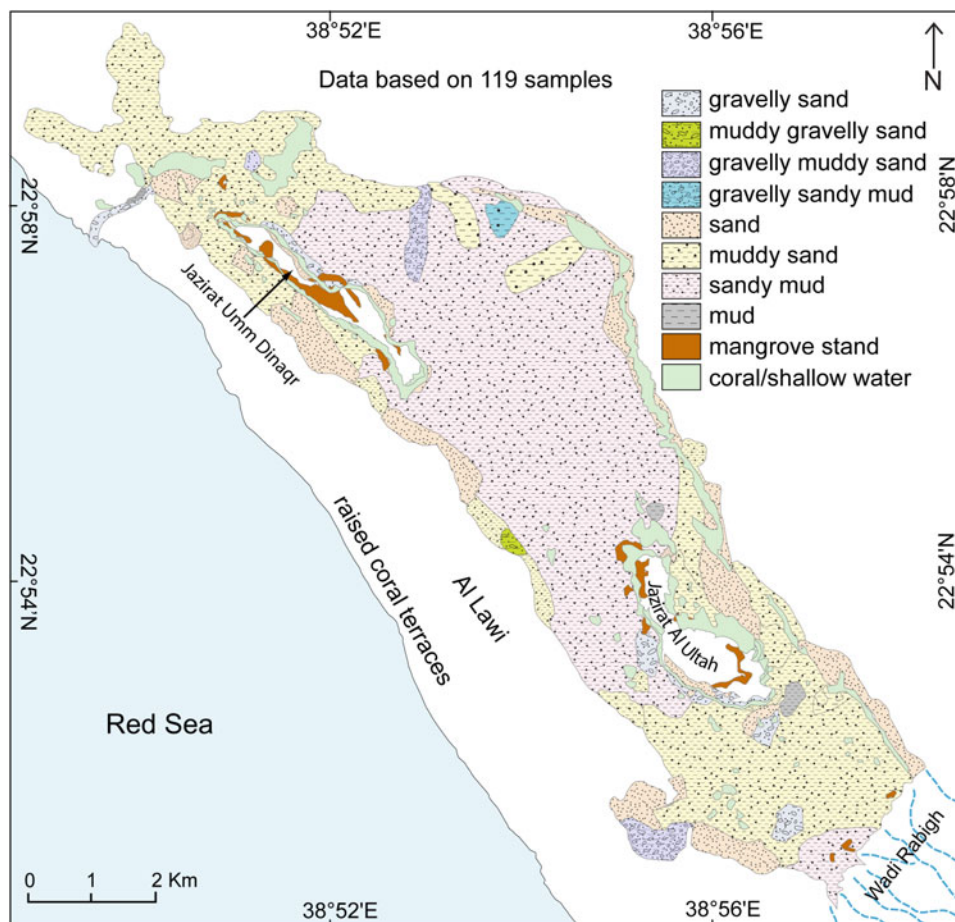 38°52'E
38°56'E
Data based on 119 samples
N
gravelly sand
muddy gravelly sand
gravelly muddy sand
gravelly sandy mud
sand
muddy sand
sandy mud
mud
mangrove stand
coral/shallow water
22°58'N
22°58'N
Jazirat Umm Dinaqr
raised coral terraces
Al Lawi
Jazirat Al Ultah
22°54'N
22°54'N
Red Sea
Wadi Rabigh
0 1 2 Km
38°52'E
38°56'E